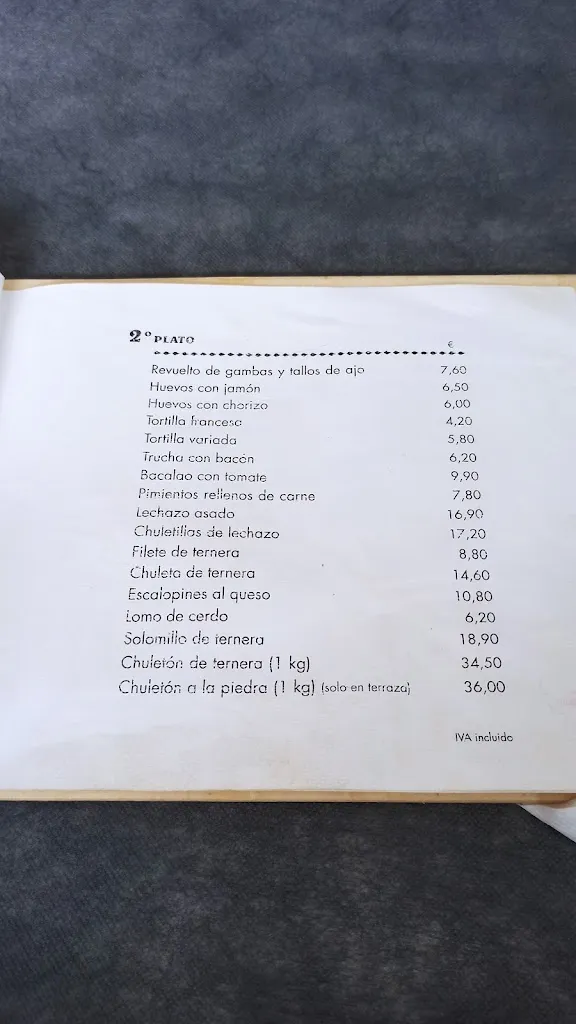 2º PLATO
€
Revuelto de gambas y tallos de ajo 7,60
Huevos con jamón 6,50
Huevos con chorizo 6,00
Tortilla francesa 4,20
Tortilla variada 5,80
Trucha con bacón 6,20
Bacalao con tomate 9,90
Pimientos rellenos de carne 7,80
Lechazo asado 16,90
Chuletillas de lechazo 17,20
Filete de ternera 8,80
Chuleta de ternera 14,60
Escalopines al queso 10,80
Lomo de cerdo 6,20
Solomillo de ternera 18,90
Chuletón de ternera (1 kg) 34,50
Chuletón a la piedra (1 kg) (solo en terraza) 36,00
IVA incluido